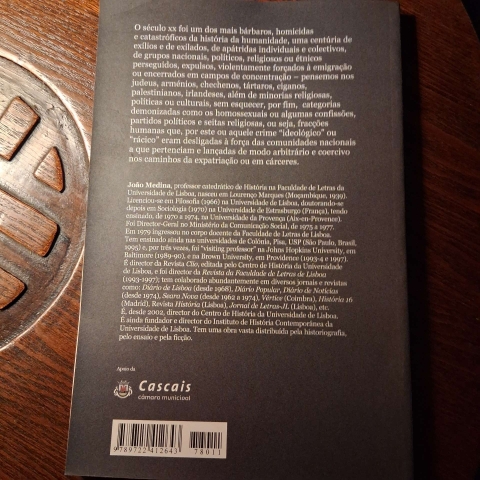 O século xx foi um dos mais bárbaros, homicidas
e catastróficos da história da humanidade, uma centúria de
exílios e de exilados, de apátridas individuais e colectivos,
de grupos nacionais, políticos, religiosos ou étnicos
perseguidos, expulsos, violentamente forçados à emigração
ou encerrados em campos de concentração – pensemos nos
judeus, arménios, chechenos, tártaros, ciganos,
palestinianos, irlandeses, além de minorias religiosas,
políticas ou culturais, sem esquecer, por fim, categorias
demonizadas como os homossexuais ou algumas confissões,
partidos políticos e seitas religiosas, ou seja, fracções
humanas que, por este ou aquele crime “ideológico” ou
“rácico” eram desligadas à força das comunidades nacionais
a que pertenciam e lançadas de modo arbitrário e coercivo
nos caminhos da expatriação ou em cárceres.
João Medina, professor catedrático de História na Faculdade de Letras da
Universidade de Lisboa, nasceu em Lourenço Marques (Moçambique, 1939).
Licenciou-se em Filosofia (1966) na Universidade de Lisboa, doutorando-se
depois em Sociologia (1970) na Universidade de Estrasburgo (França), tendo
ensinado, de 1970 a 1974, na Universidade da Provença (Aix-en-Provence).
Foi Director-Geral no Ministério da Comunicação Social, de 1975 a 1977.
Em 1979 ingressou no corpo docente da Faculdade de Letras de Lisboa.
Tem ensinado ainda nas universidades de Colónia, Pisa, USP (São Paulo, Brasil,
1995) e, por três vezes, foi “visiting professor” na Johns Hopkins University, em
Baltimore (1989-90), e na Brown University, em Providence (1993-4 e 1997).
É director da Revista Clio, editada pelo Centro de História da Universidade
de Lisboa, e foi director da Revista da Faculdade de Letras de Lisboa
(1993-1997); tem colaborado abundantemente em diversos jornais e revistas
como: Diário de Lisboa (desde 1968), Diário Popular, Diário de Notícias
(desde 1974), Seara Nova (desde 1962 a 1974), Vértice (Coimbra), História 16
(Madrid), Revista História (Lisboa), Jornal de Letras-JL (Lisboa), etc.
É, desde 2002, director do Centro de História da Universidade de Lisboa.
É ainda fundador e director do Instituto de História Contemporânea da
Universidade de Lisboa. Tem uma obra vasta distribuída pela historiografia,
pelo ensaio e pela ficção.
Apoio da
Cascais
câmara municipal
9789722412643
78011